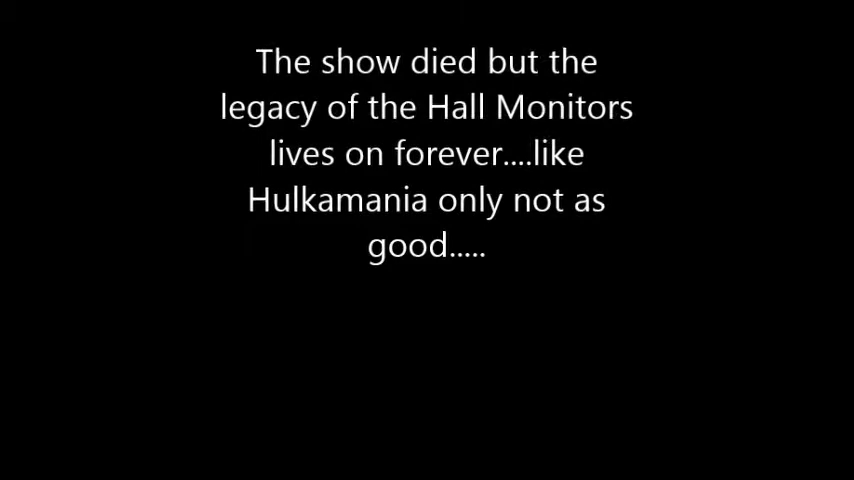 The show died but the
legacy of the Hall Monitors
lives on forever....like
Hulkamania only not as
good.....